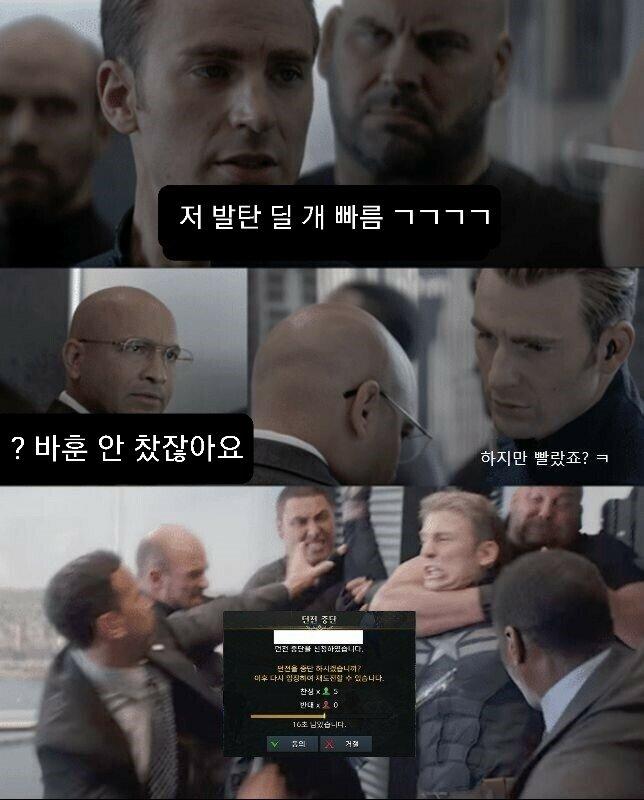 저 발탄 딜 개 빠름 ㄱㄱㄱㄱ
? 바훈 안 찼잖아요
하지만 빨랐죠? ㅋ
던전 중단
던전 중단을 신청하였습니다.
던전을 중단 하시겠습니까?
이후 다시 입장하여 재도전할 수 있습니다.
찬성 x 5
반대 x 0
16초 남았습니다.
동의
거절